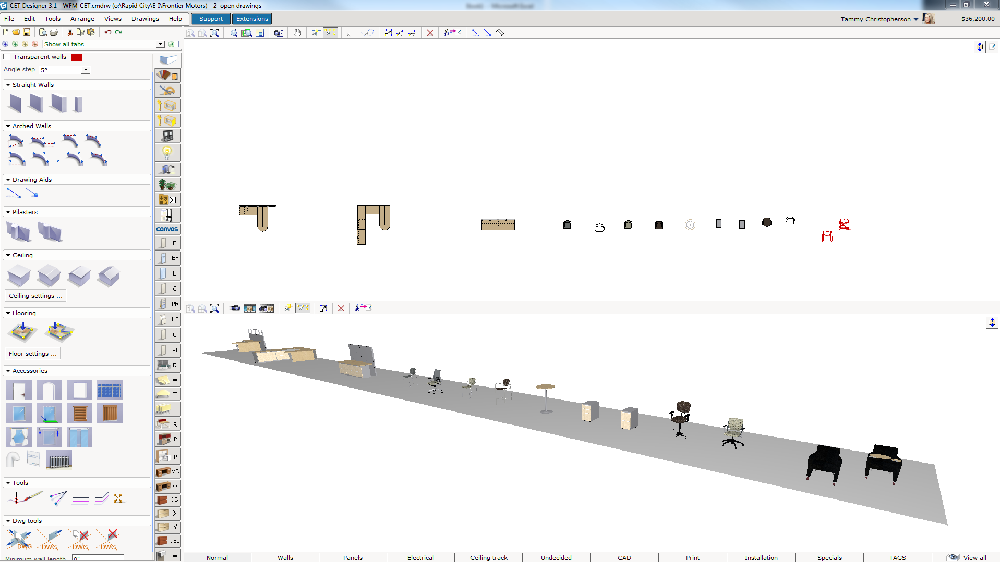 CET Designer 3.1 - WFM-CET.cmdrw (o:\Rapid City\E-I\Frontier Motors) - 2 open drawings
File Edit Tools Arrange Views Drawings Help Support Extensions
Tammy Christopherson $36,200.00
Show all tabs
Transparent walls
Angle step 5°
Straight Walls
Arched Walls
Drawing Aids
Pilasters
Ceiling
Ceiling settings ...
Flooring
Floor settings ...
Accessories
Tools
Dwg tools
DWG DWG DWG DWG
Minimum wall length 0"
CANVAS
E
EF
L
C
PR
UT
U
PL
R
W
T
P
R
B
P
MS
O
CS
X
V
950
PW
Normal Walls Panels Electrical Ceiling track Undecided CAD Print Installation Specials TAGS View all